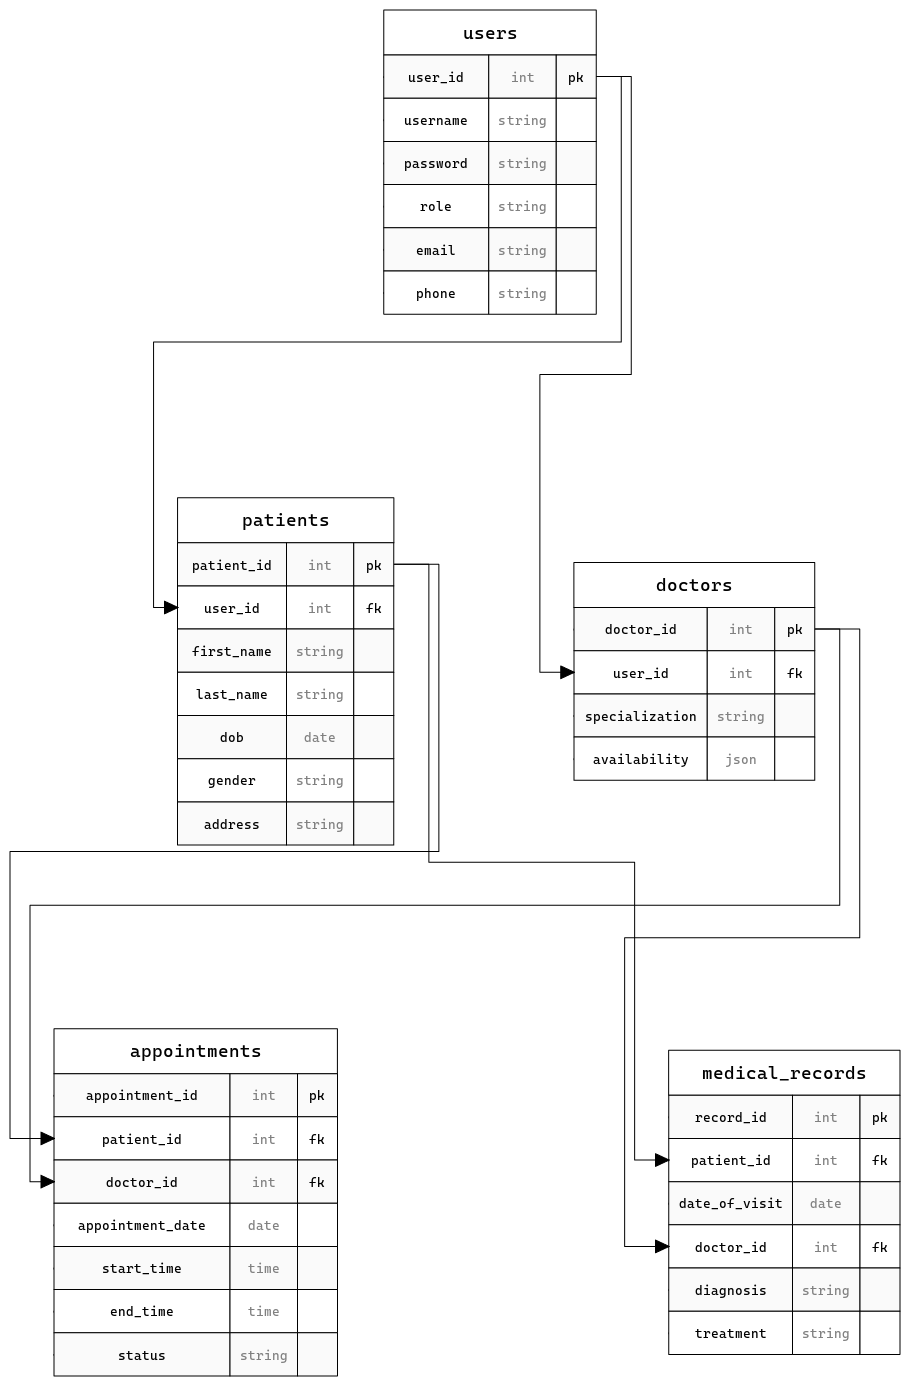 users
user_id int pk
username string
password string
role string
email string
phone string
patients
patient_id int pk
user_id int fk
first_name string
last_name string
dob date
gender string
address string
doctors
doctor_id int pk
user_id int fk
specialization string
availability json
appointments
appointment_id int pk
patient_id int fk
doctor_id int fk
appointment_date date
start_time time
end_time time
status string
medical_records
record_id int pk
patient_id int fk
date_of_visit date
doctor_id int fk
diagnosis string
treatment string